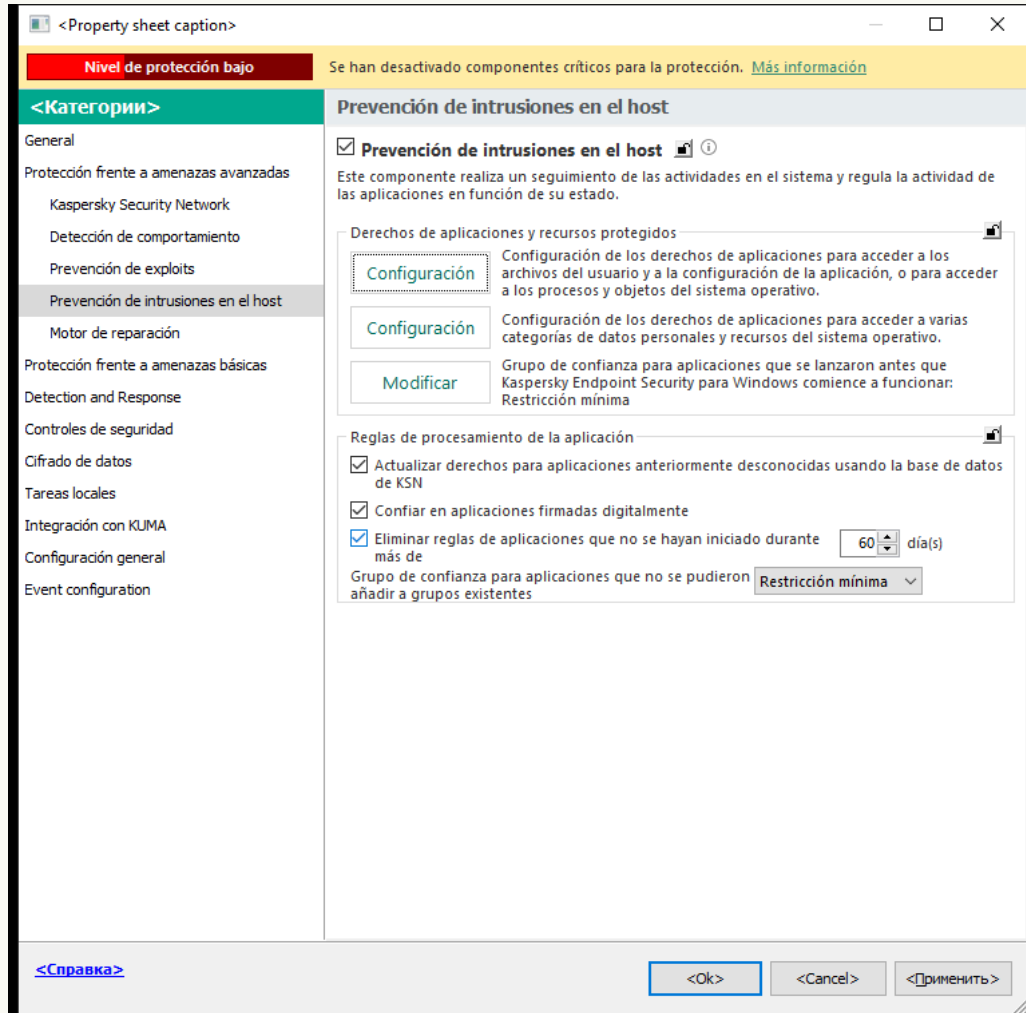 <Property sheet caption>
Nivel de protección bajo
Se han desactivado componentes críticos para la protección. Más información
<Категории>
General
Protección frente a amenazas avanzadas
Kaspersky Security Network
Detección de comportamiento
Prevención de exploits
Prevención de intrusiones en el host
Motor de reparación
Protección frente a amenazas básicas
Detection and Response
Controles de seguridad
Cifrado de datos
Tareas locales
Integración con KUMA
Configuración general
Event configuration
Prevención de intrusiones en el host
Prevención de intrusiones en el host
Este componente realiza un seguimiento de las actividades en el sistema y regula la actividad de
las aplicaciones en función de su estado.
Derechos de aplicaciones y recursos protegidos
Configuración
Configuración de los derechos de aplicaciones para acceder a los
archivos del usuario y a la configuración de la aplicación, o para acceder
a los procesos y objetos del sistema operativo.
Configuración
Configuración de los derechos de aplicaciones para acceder a varias
categorías de datos personales y recursos del sistema operativo.
Modificar
Grupo de confianza para aplicaciones que se lanzaron antes que
Kaspersky Endpoint Security para Windows comience a funcionar:
Restricción mínima
Reglas de procesamiento de la aplicación
Actualizar derechos para aplicaciones anteriormente desconocidas usando la base de datos
de KSN
Confiar en aplicaciones firmadas digitalmente
Eliminar reglas de aplicaciones que no se hayan iniciado durante
más de
60 día(s)
Grupo de confianza para aplicaciones que no se pudieron
añadir a grupos existentes
Restricción mínima
<Справка>
<Ok>
<Cancel>
<Применить>